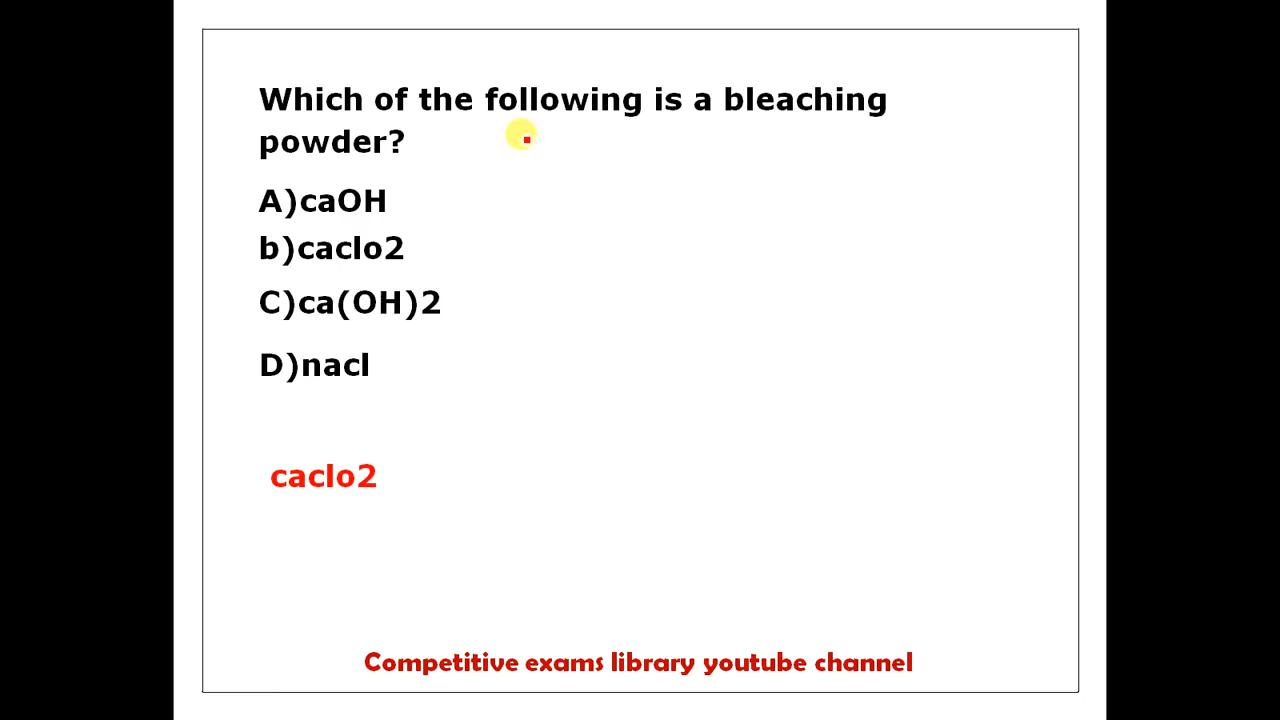 Which of the following is a bleaching
powder?
A)caOH
b)caclo2
C)ca(OH)2
D)nacl
caclo2
Competitive exams library youtube channel